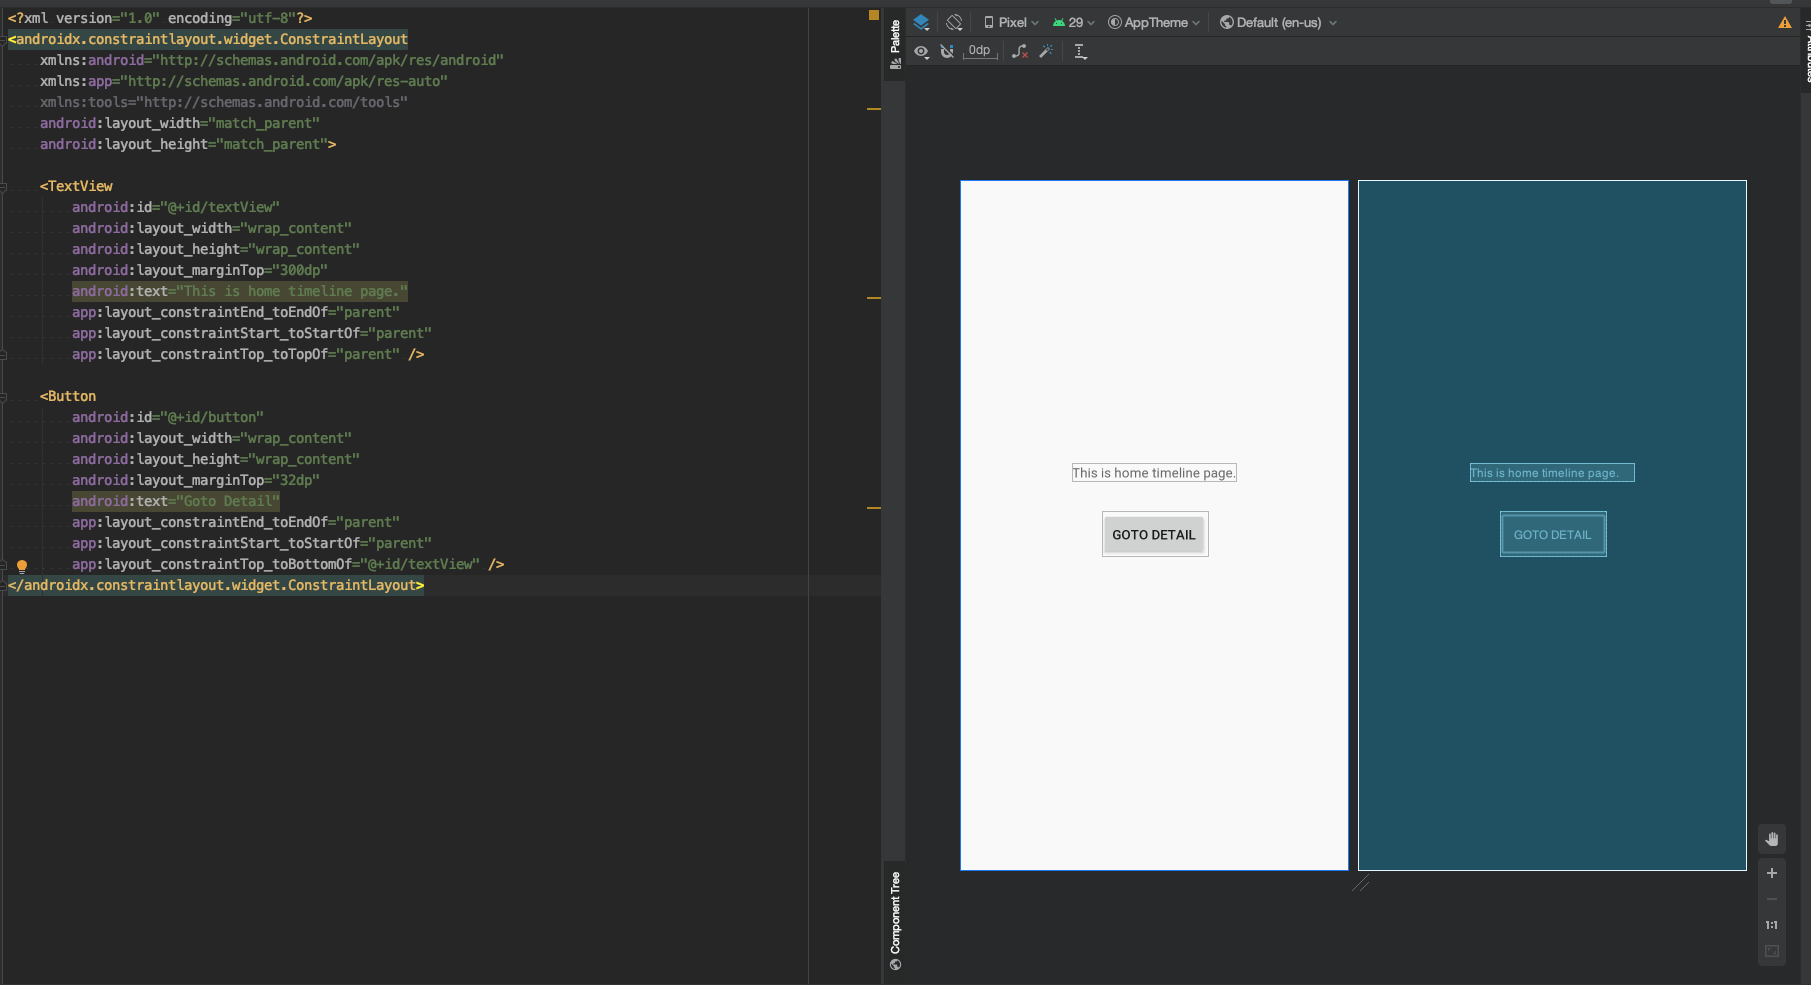 <?xml version="1.0" encoding="utf-8"?>
<androidx.constraintlayout.widget.ConstraintLayout
xmlns:android="http://schemas.android.com/apk/res/android"
xmlns:app="http://schemas.android.com/apk/res-auto"
xmlns:tools="http://schemas.android.com/tools"
android:layout_width="match_parent"
android:layout_height="match_parent">
<TextView
android:id="@+id/textView"
android:layout_width="wrap_content"
android:layout_height="wrap_content"
android:layout_marginTop="300dp"
android:text="This is home timeline page."
app:layout_constraintEnd_toEndOf="parent"
app:layout_constraintStart_toStartOf="parent"
app:layout_constraintTop_toTopOf="parent" />
<Button
android:id="@+id/button"
android:layout_width="wrap_content"
android:layout_height="wrap_content"
android:layout_marginTop="32dp"
android:text="Goto Detail"
app:layout_constraintEnd_toEndOf="parent"
app:layout_constraintStart_toStartOf="parent"
app:layout_constraintTop_toBottomOf="@+id/textView" />
</androidx.constraintlayout.widget.ConstraintLayout>
Palette
Component Tree
Pixel 29 AppTheme Default (en-us)
0dp
This is home timeline page.
GOTO DETAIL
This is home timeline page.
GOTO DETAIL
1:1